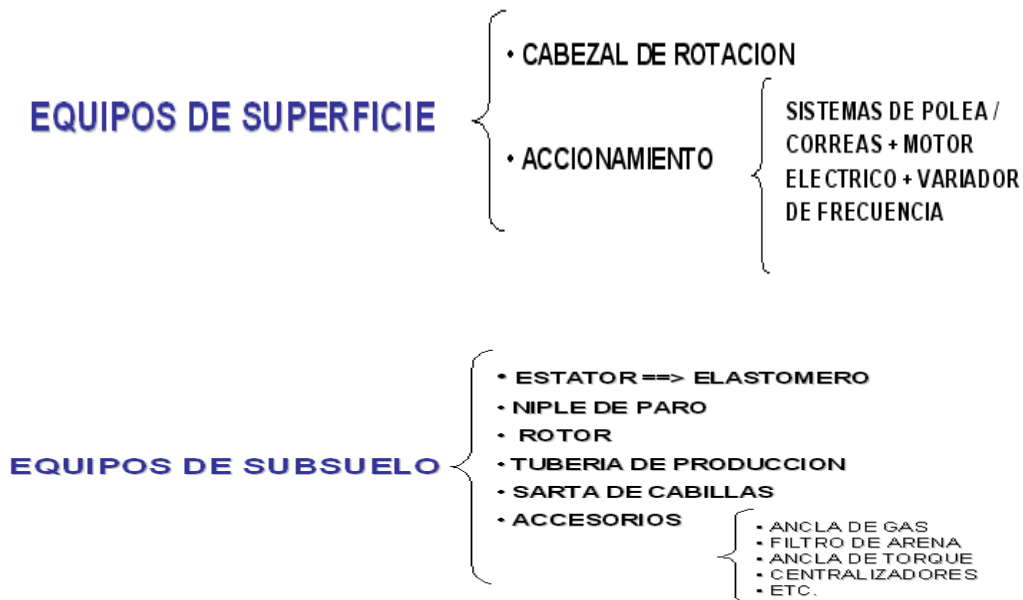 EQUIPOS DE SUPERFICIE
• CABEZAL DE ROTACION
• ACCIONAMIENTO
SISTEMAS DE POLEA /
CORREAS + MOTOR
ELECTRICO + VARIADOR
DE FRECUENCIA
EQUIPOS DE SUBSUELO
• ESTATOR ==> ELASTOMERO
• NIPLE DE PARO
• ROTOR
• TUBERIA DE PRODUCCION
• SARTA DE CABILLAS
• ACCESORIOS
• ANCLA DE GAS
• FILTRO DE ARENA
• ANCLA DE TORQUE
• CENTRALIZADORES
• ETC.